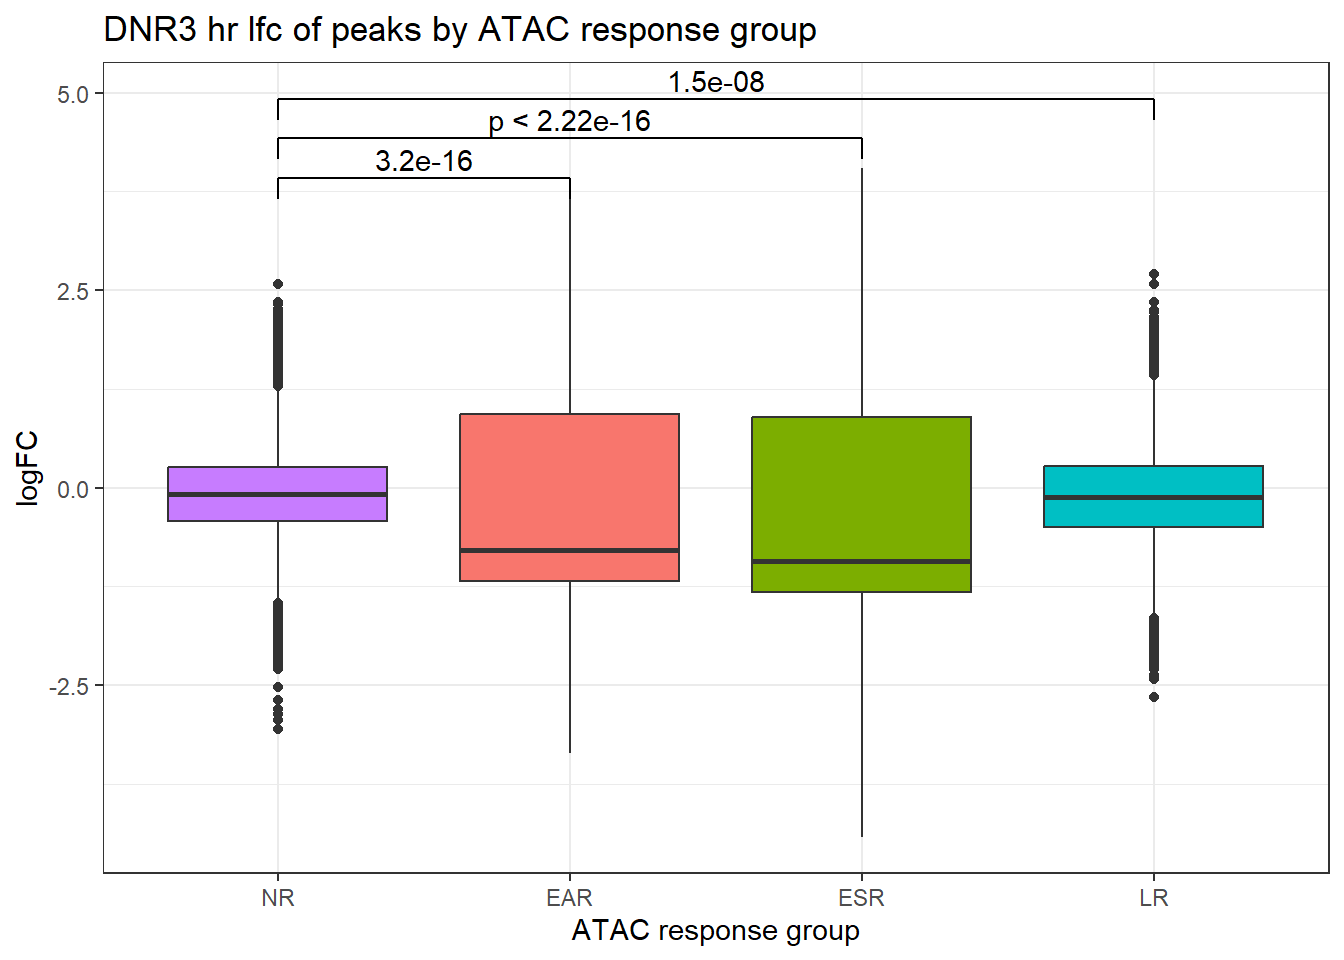 DNR3 hr lfc of peaks by ATAC response group
5.0
2.5
0.0
-2.5
logFC
1.5e-08
p < 2.22e-16
3.2e-16
NR
EAR
ESR
LR
ATAC response group